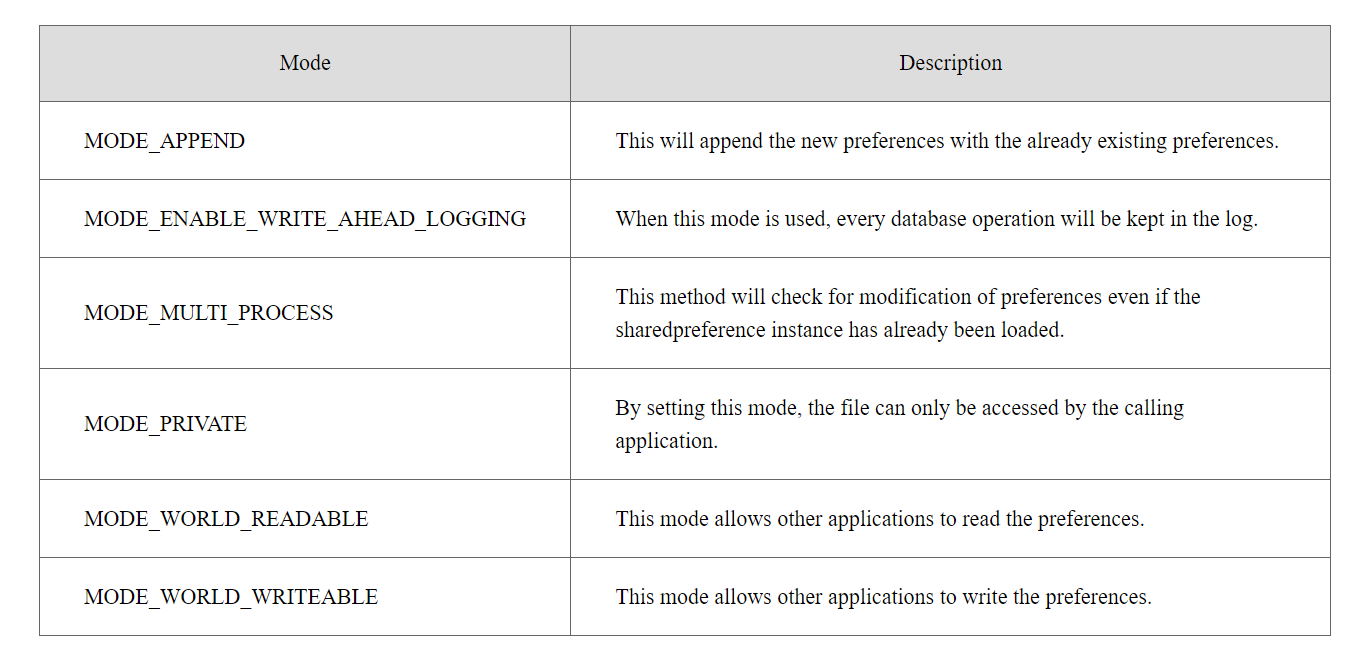 Mode
Description
MODE_APPEND
This will append the new preferences with the already existing preferences.
MODE_ENABLE_WRITE_AHEAD_LOGGING
When this mode is used, every database operation will be kept in the log.
MODE_MULTI_PROCESS
This method will check for modification of preferences even if the
sharedpreference instance has already been loaded.
MODE_PRIVATE
By setting this mode, the file can only be accessed by the calling
application.
MODE_WORLD_READABLE
This mode allows other applications to read the preferences.
MODE_WORLD_WRITEABLE
This mode allows other applications to write the preferences.